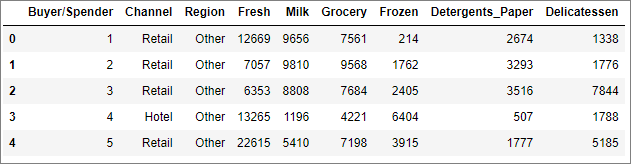 Buyer/Spender Channel Region Fresh Milk Grocery Frozen Detergents_Paper Delicatessen
0 1 Retail Other 12669 9656 7561 214 2674 1338
1 2 Retail Other 7057 9810 9568 1762 3293 1776
2 3 Retail Other 6353 8808 7684 2405 3516 7844
3 4 Hotel Other 13265 1196 4221 6404 507 1788
4 5 Retail Other 22615 5410 7198 3915 1777 5185